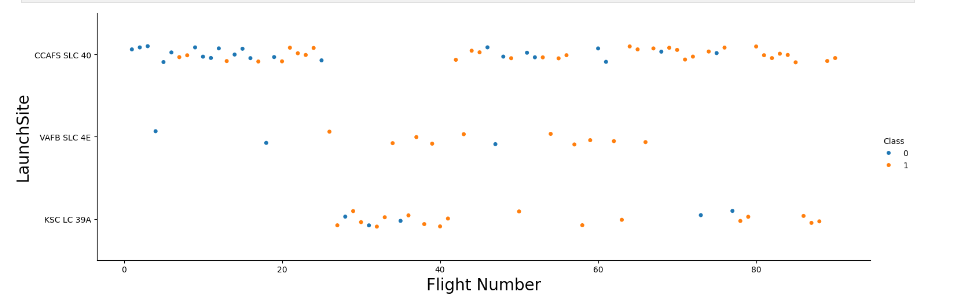 CCAFS SLC 40
VAFB SLC 4E
KSC LC 39A
LaunchSite
0 20 40 60 80
Flight Number
Class
0
1